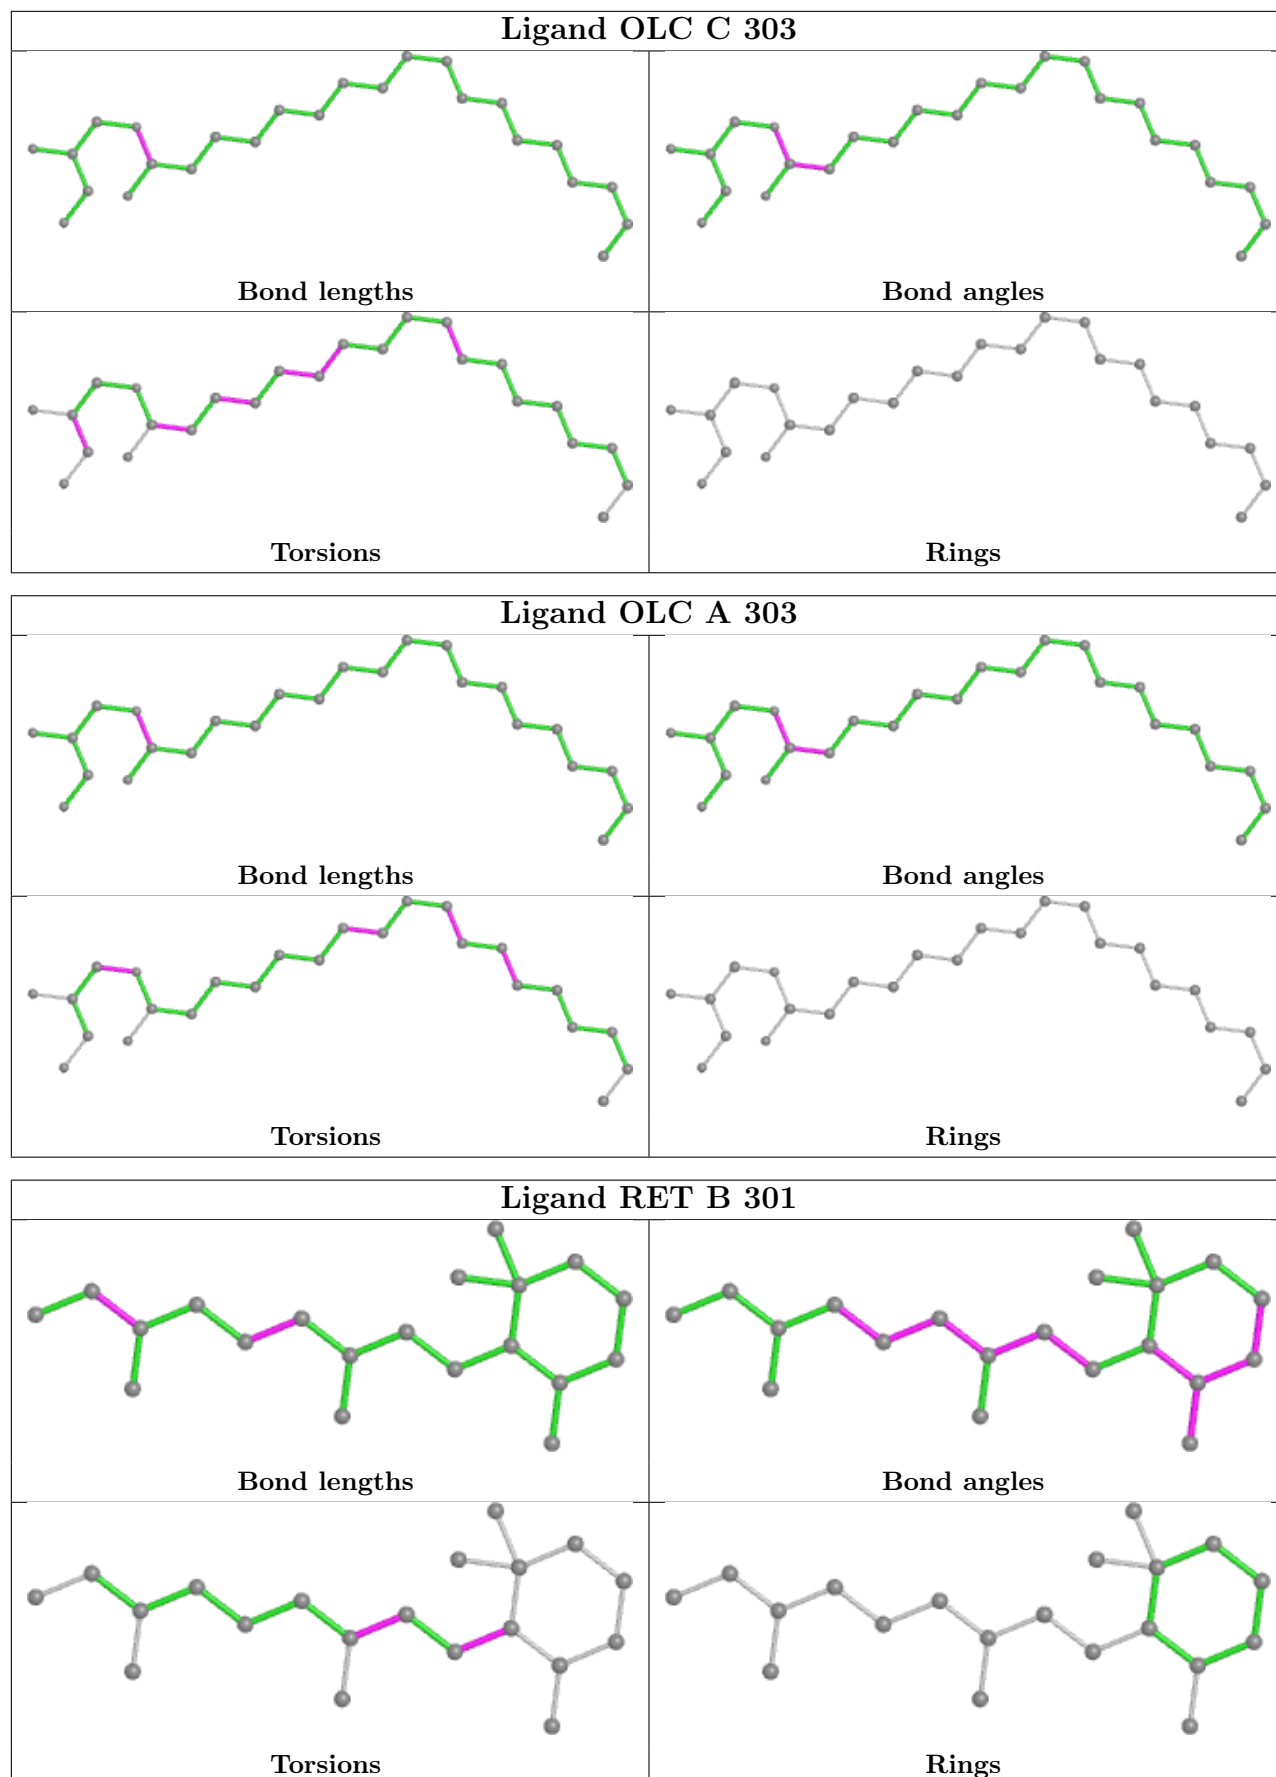 Ligand OLC C 303
Bond lengths
Bond angles
Torsions
Rings
Ligand OLC A 303
Bond lengths
Bond angles
Torsions
Rings
Ligand RET B 301
Bond lengths
Bond angles
Torsions
Rings